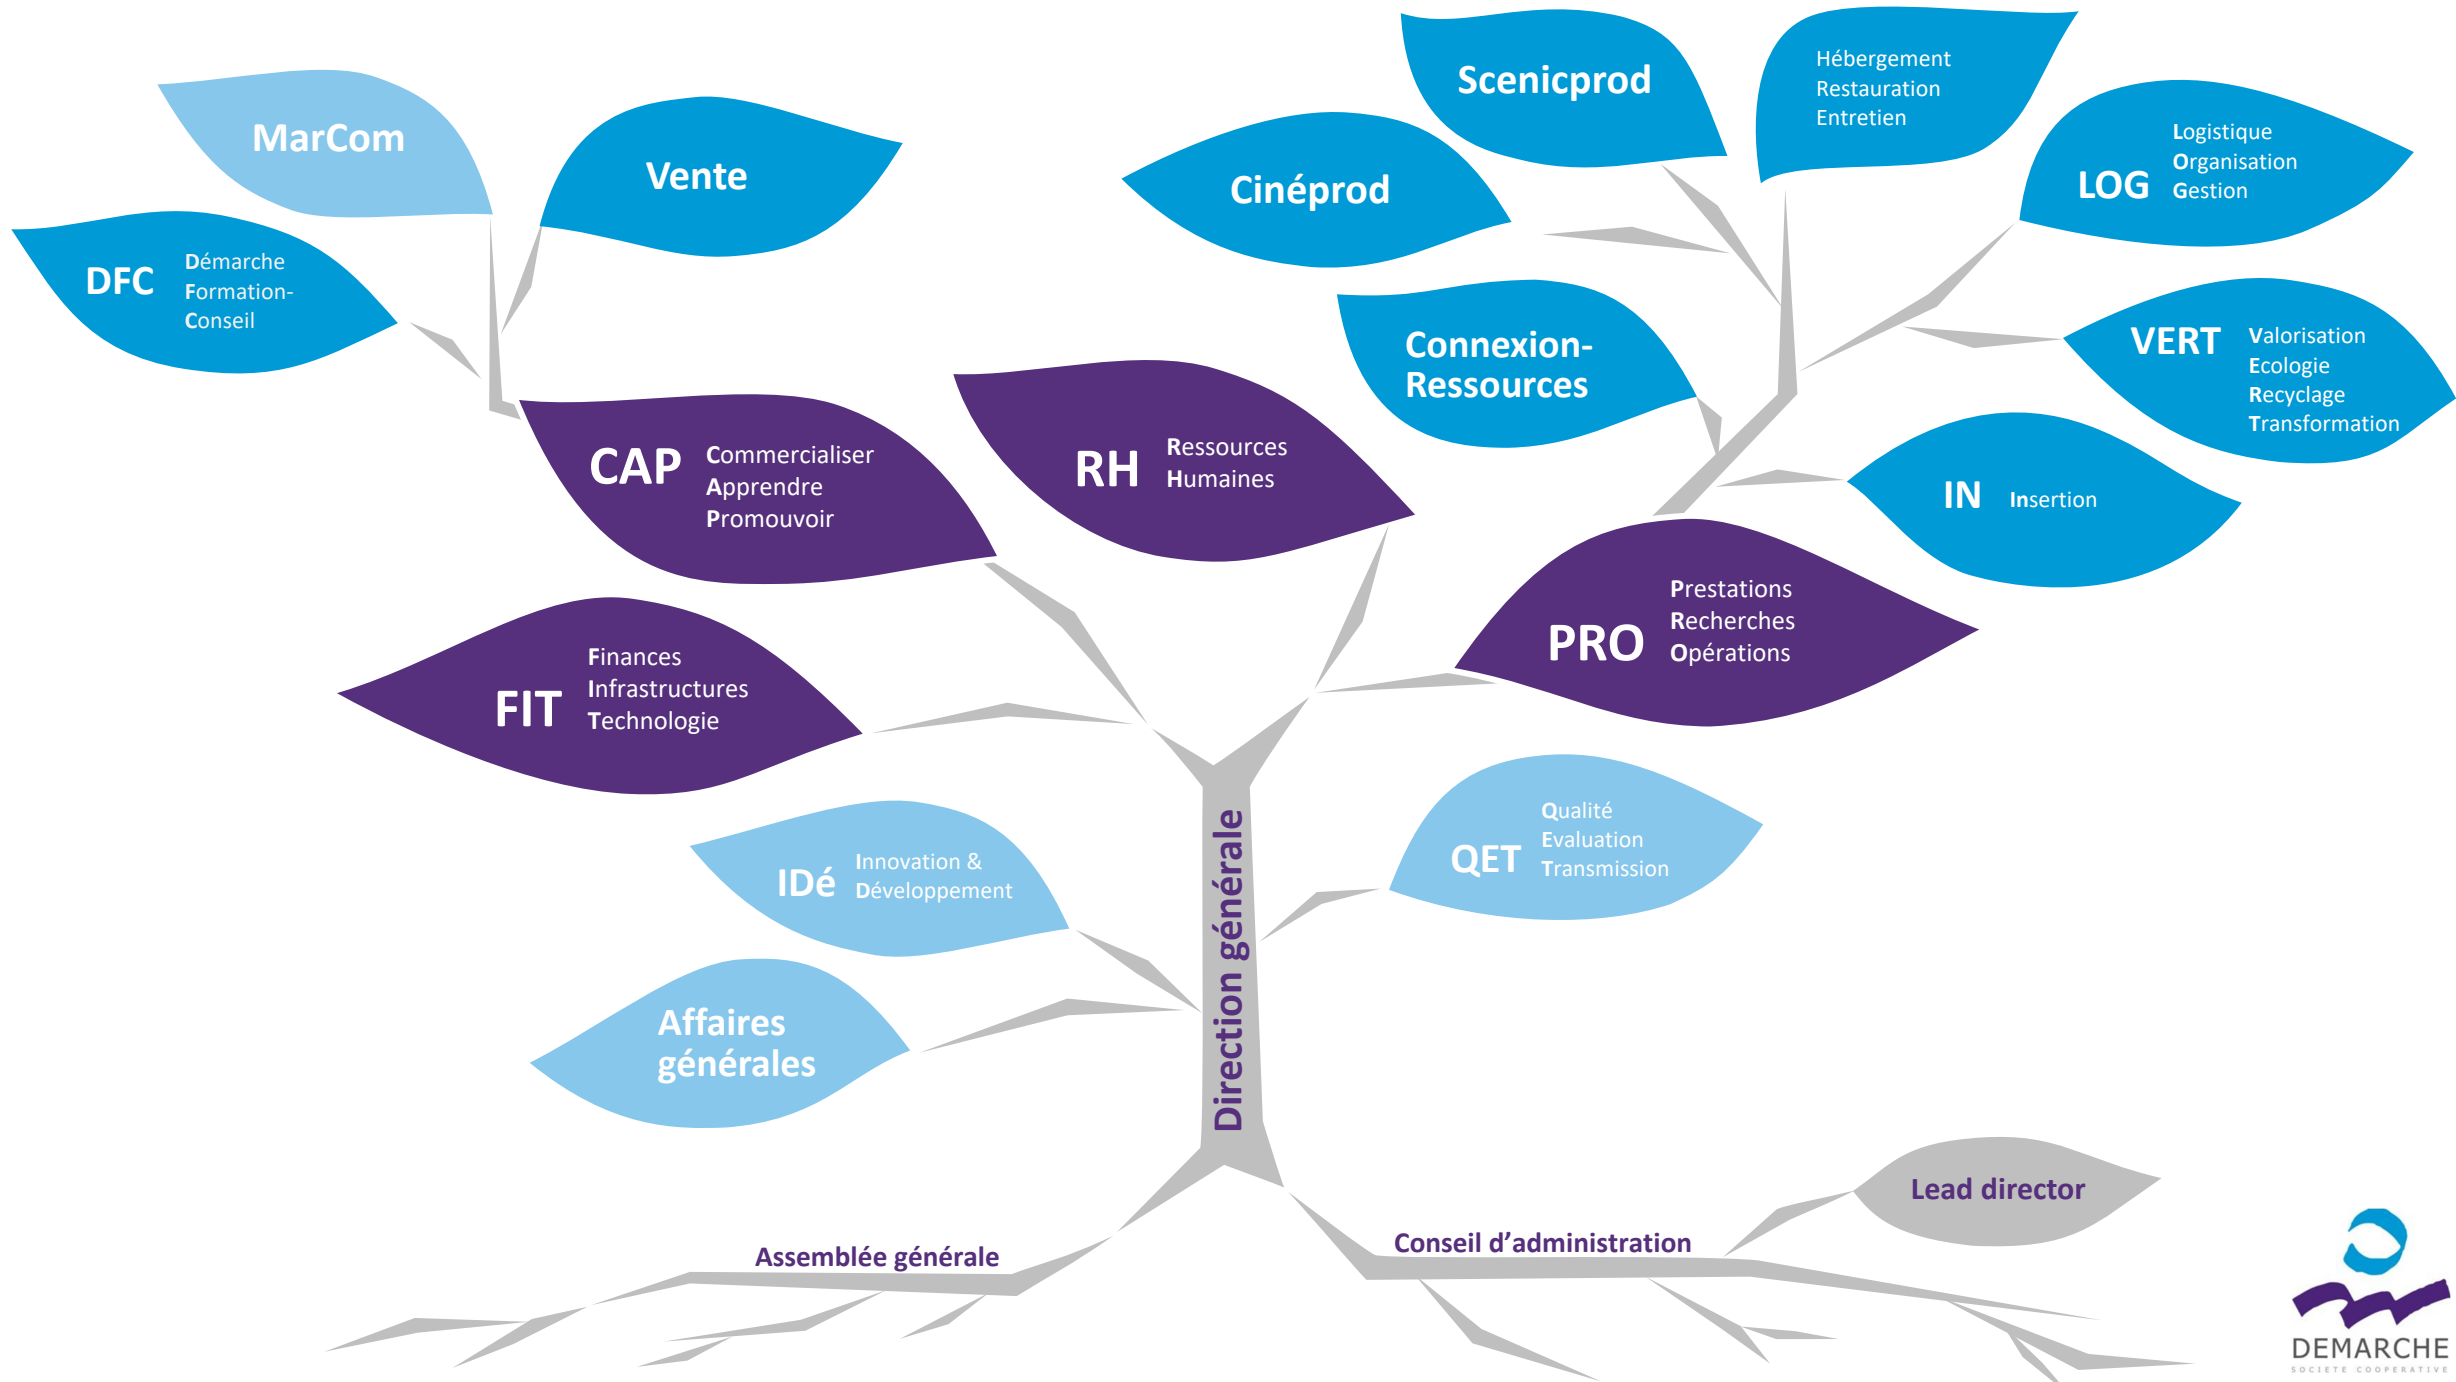 MarCom
Vente
DFC
Démarche
Formation-
Conseil
Scenicprod
Hébergement
Restauration
Entretien
Cinéprod
LOG
Logistique
Organisation
Gestion
Connexion-
Ressources
VERT
Valorisation
Ecologie
Recyclage
Transformation
IN
Insertion
CAP
Commercialiser
Apprendre
Promouvoir
RH
Ressources
Humaines
PRO
Prestations
Recherches
Opérations
FIT
Finances
Infrastructures
Technologie
IDé
Innovation &
Développement
QET
Qualité
Evaluation
Transmission
Affaires
générales
Direction générale
Assemblée générale
Conseil d’administration
Lead director
DEMARCHE
SOCIETE COOPERATIVE